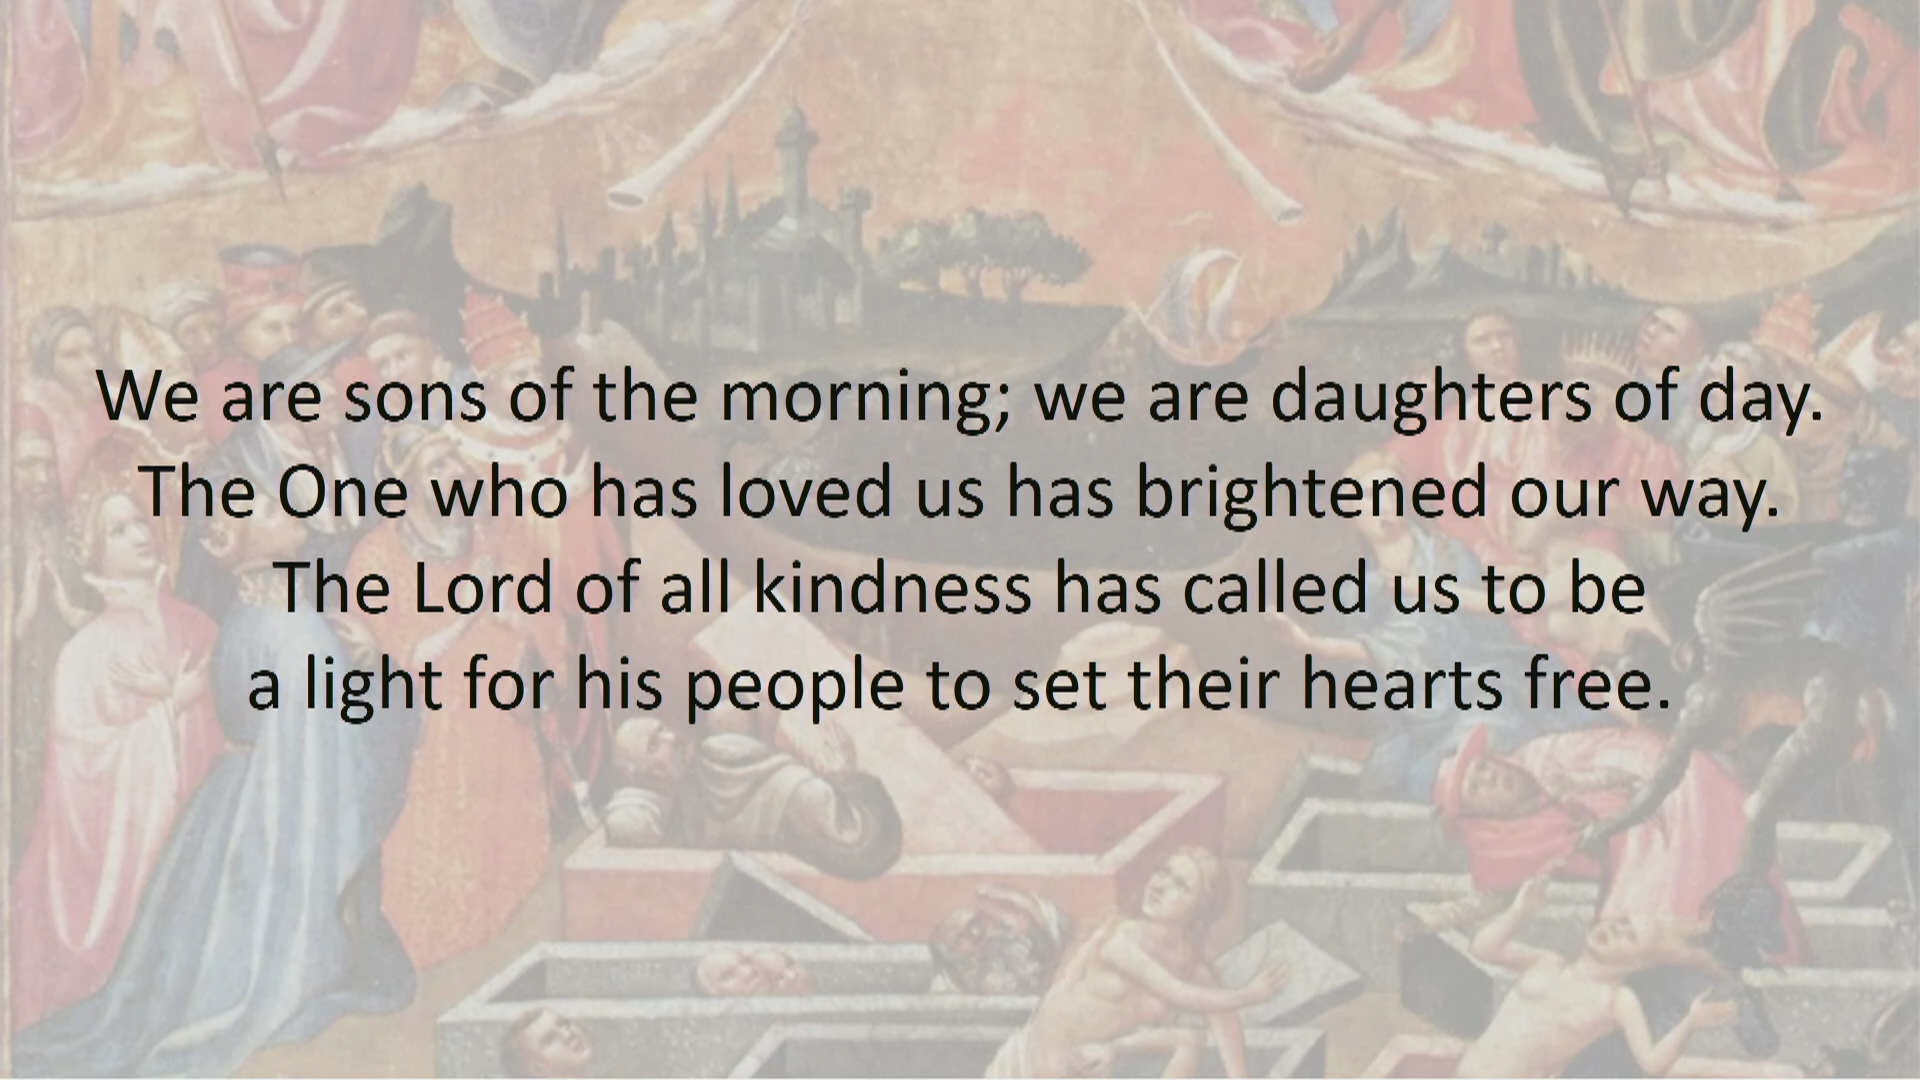 We are sons of the morning; we are daughters of day.
The One who has loved us has brightened our way.
The Lord of all kindness has called us to be
a light for his people to set their hearts free.